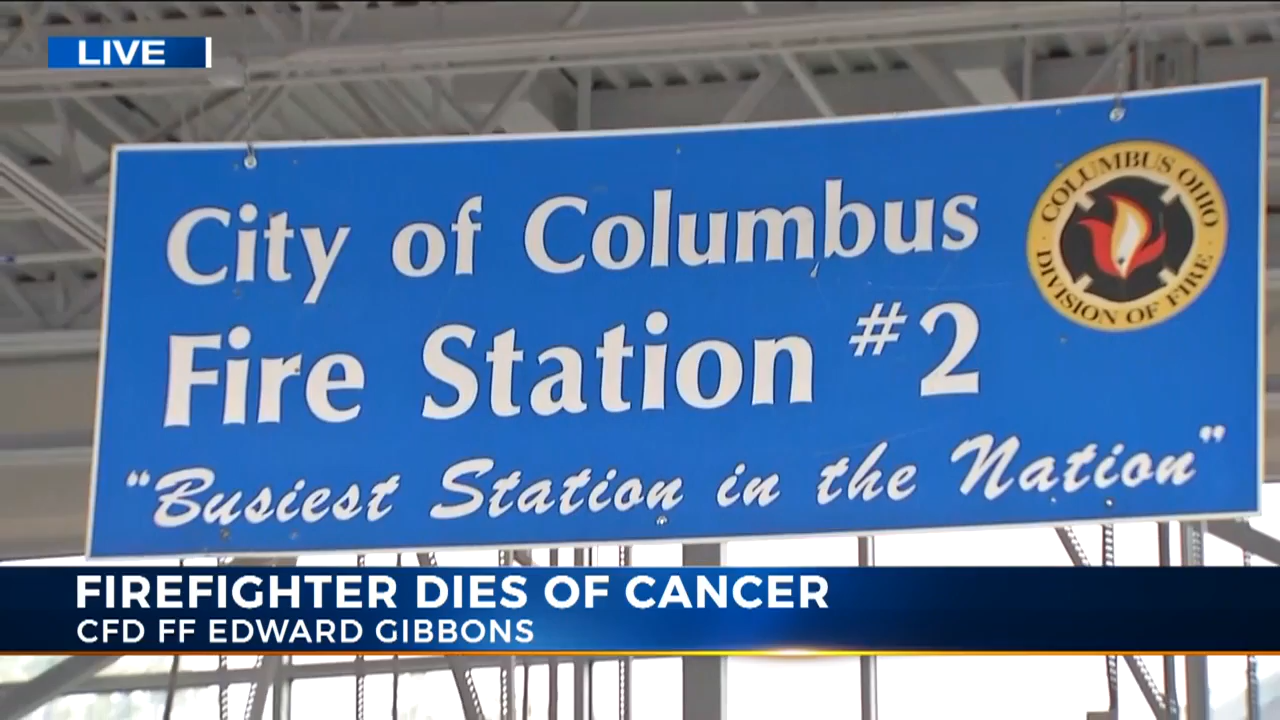 LIVE
City of Columbus
Fire Station #2
"Busiest Station in the Nation"
COLUMBUS OHIO
DIVISION OF FIRE
FIREFIGHTER DIES OF CANCER
CFD FF EDWARD GIBBONS